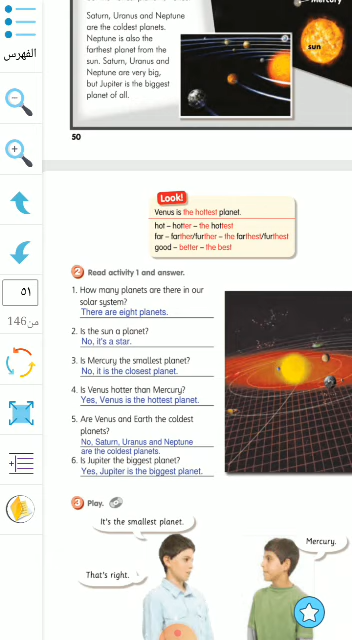 Mercury
Saturn, Uranus and Neptune
are the coldest planets.
Neptune is also the
farthest planet from the
sun. Saturn, Uranus and
Neptune are very big,
but Jupiter is the biggest
planet of all.
sun
50
الفهرس
٥١
من 146
Look!
Venus is the hottest planet.
hot – hotter – the hottest
far – farther/further – the farthest/furthest
good – better – the best
2 Read activity 1 and answer.
1. How many planets are there in our
solar system?
There are eight planets.
2. Is the sun a planet?
No, it's a star.
3. Is Mercury the smallest planet?
No, it is the closest planet.
4. Is Venus hotter than Mercury?
Yes, Venus is the hottest planet.
5. Are Venus and Earth the coldest
planets?
No, Saturn, Uranus and Neptune
are the coldest planets.
6. Is Jupiter the biggest planet?
Yes, Jupiter is the biggest planet.
3 Play.
It's the smallest planet.
Mercury.
That's right.